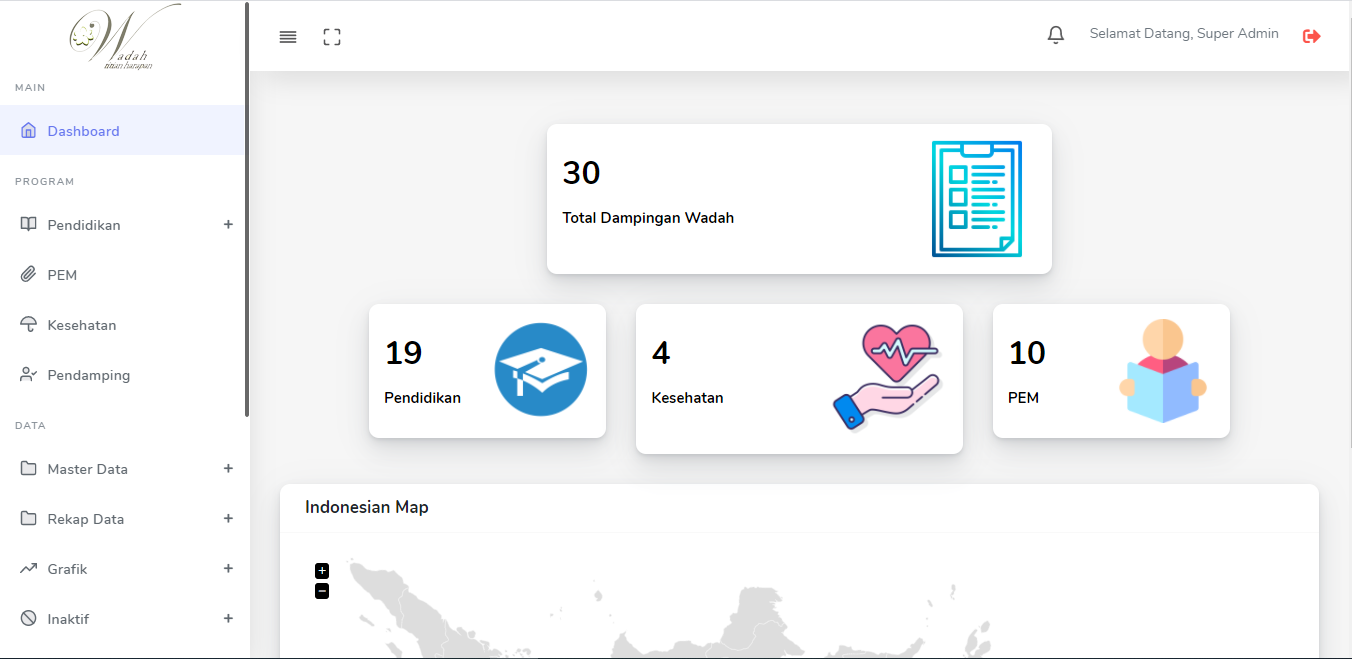 Wadah
titian harapan
MAIN
Dashboard
PROGRAM
Pendidikan
PEM
Kesehatan
Pendamping
DATA
Master Data
Rekap Data
Grafik
Inaktif
Selamat Datang, Super Admin
30
Total Dampingan Wadah
19
Pendidikan
4
Kesehatan
10
PEM
Indonesian Map